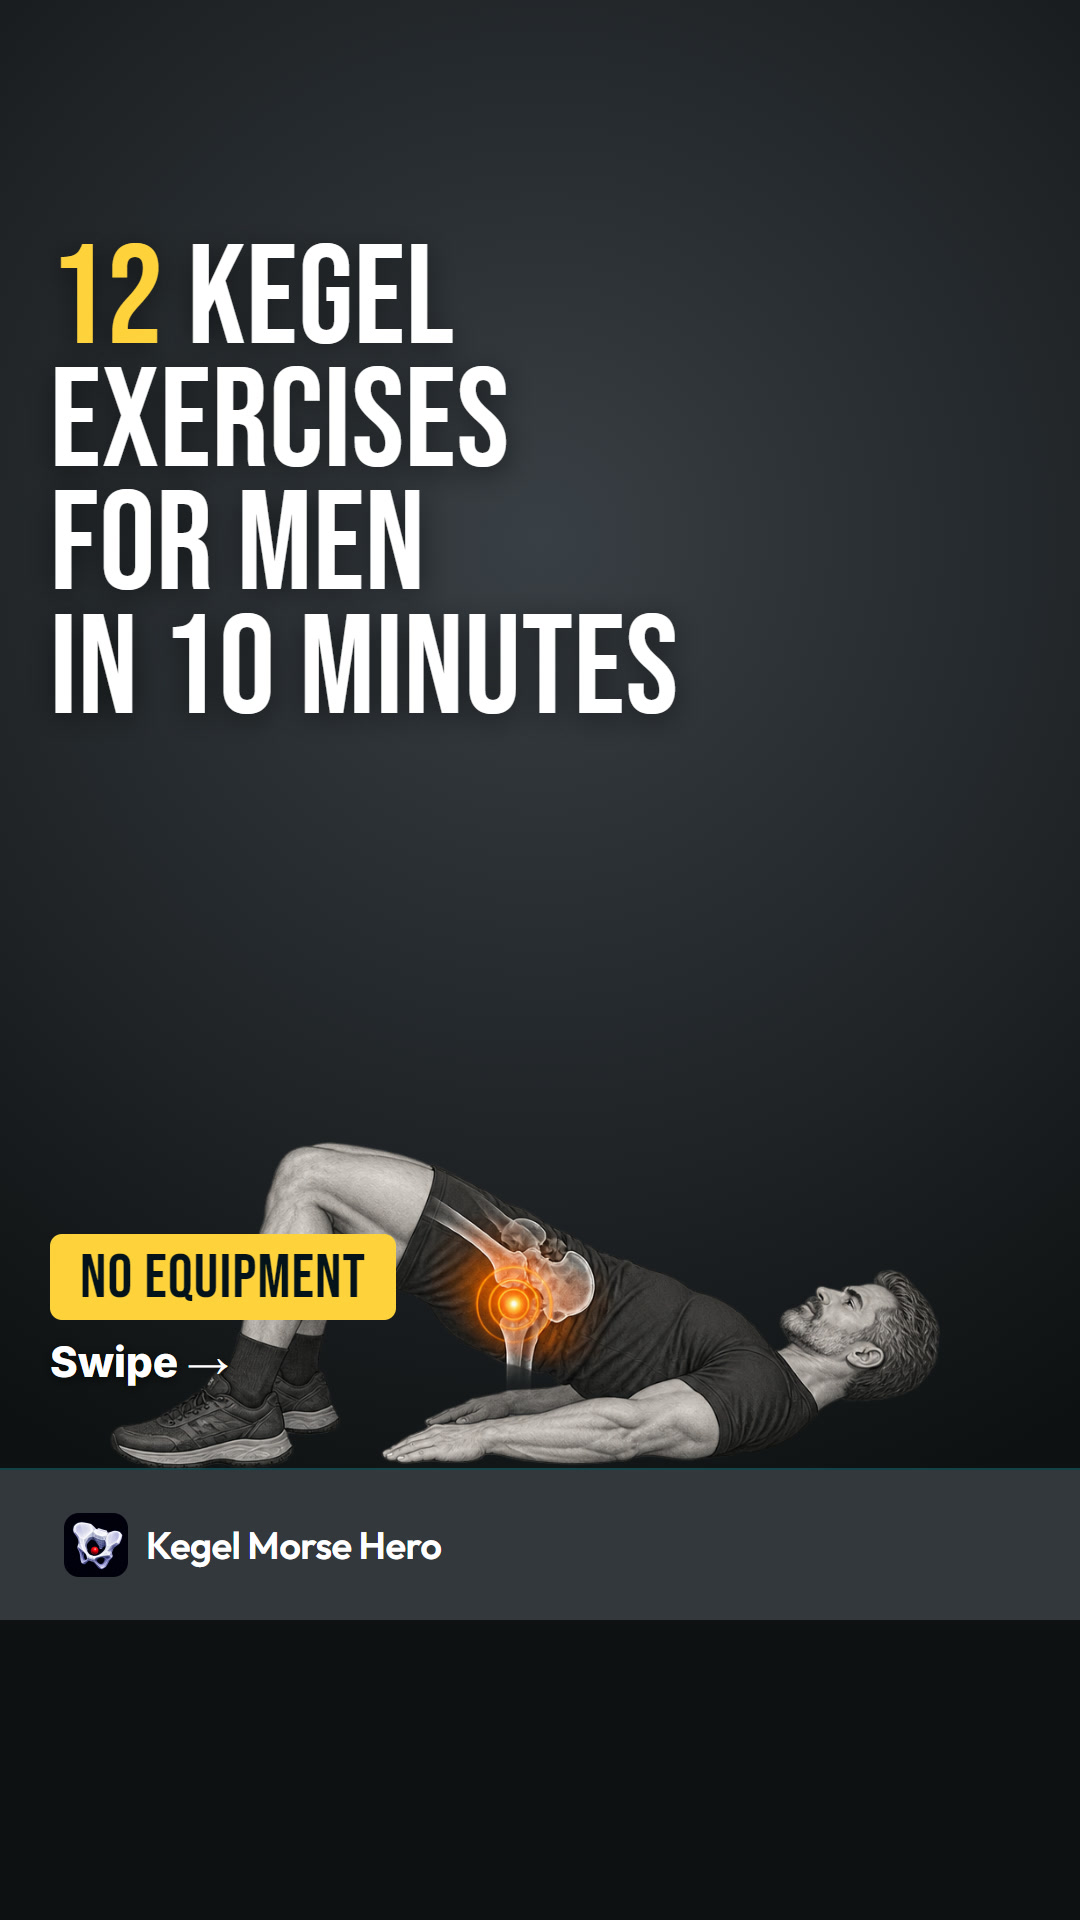 12 KEGEL
EXERCISES
FOR MEN
IN 10 MINUTES
NO EQUIPMENT
Swipe →
Kegel Morse Hero